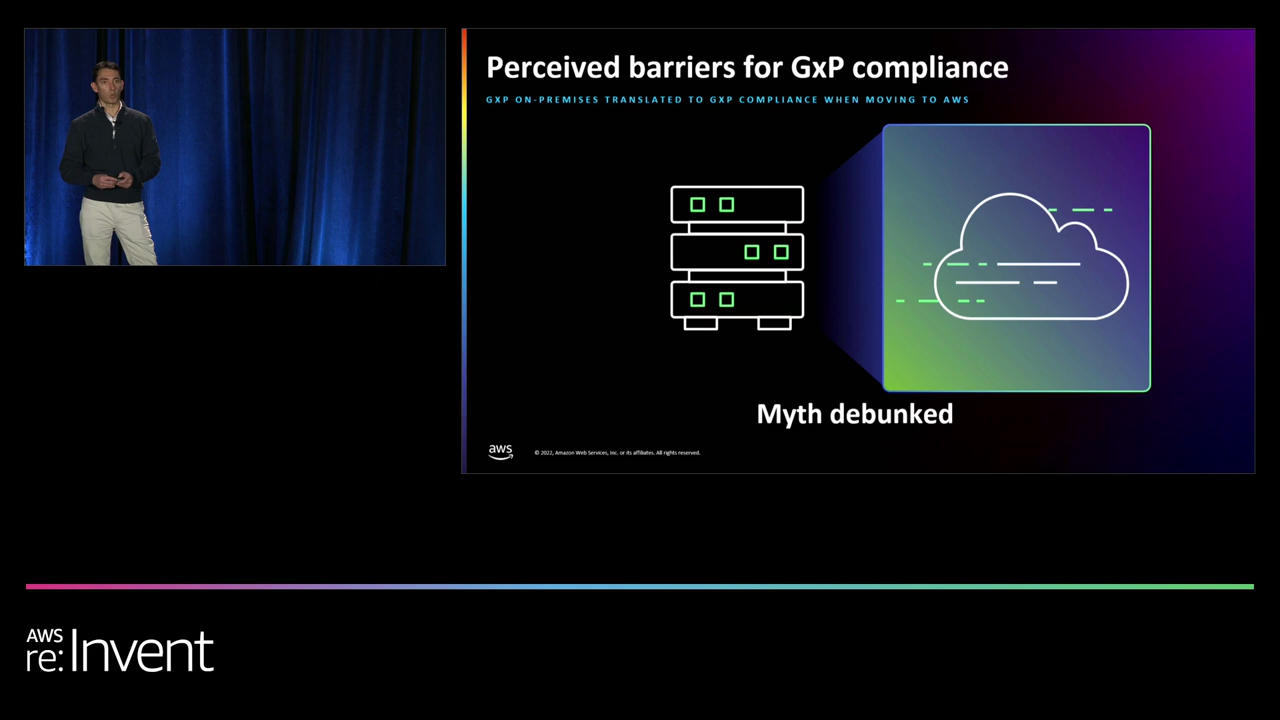 Perceived barriers for GxP compliance
GXP ON-PREMISES TRANSLATED TO GXP COMPLIANCE WHEN MOVING TO AWS
Myth debunked
aws
© 2022, Amazon Web Services, Inc. or its affiliates. All rights reserved.
AWS
re:Invent